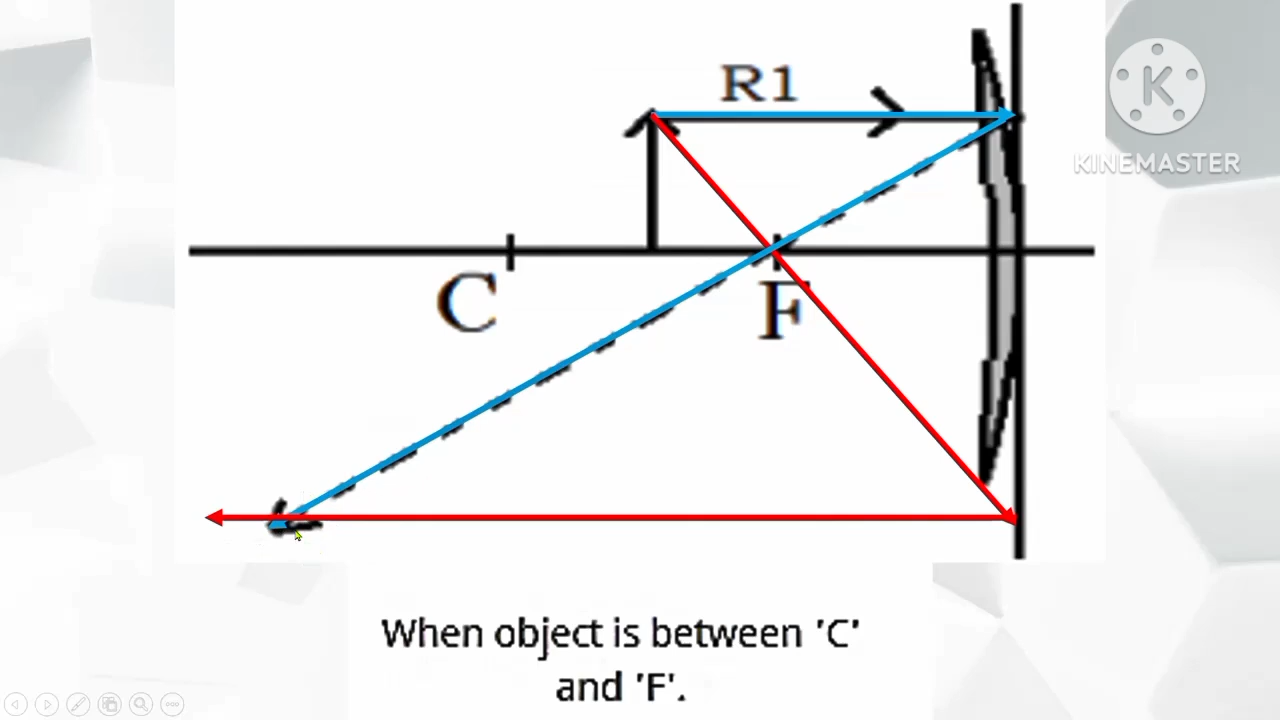 R1
K
KINEMASTER
C
F
When object is between 'C'
and 'F'.